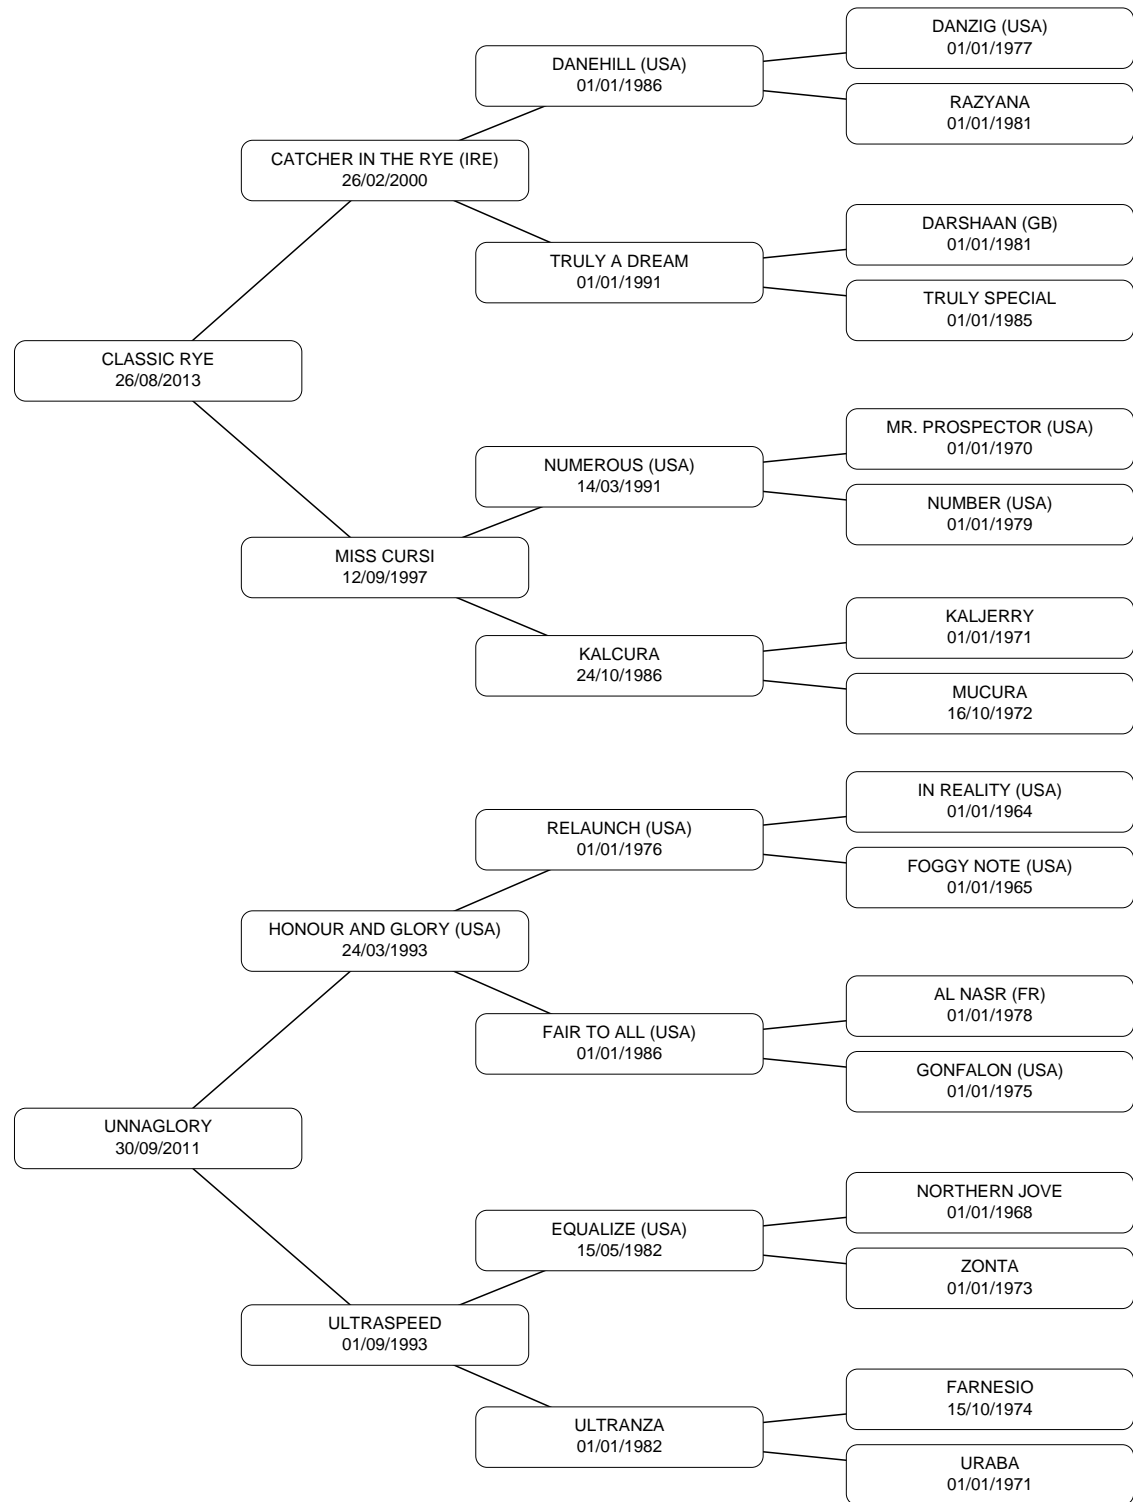 DANZIG (USA)
01/01/1977
DANEHILL (USA)
01/01/1986
RAZYANA
01/01/1981
CATCHER IN THE RYE (IRE)
26/02/2000
DARSHAAN (GB)
01/01/1981
TRULY A DREAM
01/01/1991
TRULY SPECIAL
01/01/1985
CLASSIC RYE
26/08/2013
MR. PROSPECTOR (USA)
01/01/1970
NUMEROUS (USA)
14/03/1991
NUMBER (USA)
01/01/1979
MISS CURSI
12/09/1997
KALJERRY
01/01/1971
KALCURA
24/10/1986
MUCURA
16/10/1972
IN REALITY (USA)
01/01/1964
RELAUNCH (USA)
01/01/1976
FOGGY NOTE (USA)
01/01/1965
HONOUR AND GLORY (USA)
24/03/1993
AL NASR (FR)
01/01/1978
FAIR TO ALL (USA)
01/01/1986
GONFALON (USA)
01/01/1975
UNNAGLORY
30/09/2011
NORTHERN JOVE
01/01/1968
EQUALIZE (USA)
15/05/1982
ZONTA
01/01/1973
ULTRASPEED
01/09/1993
FARNESIO
15/10/1974
ULTRANZA
01/01/1982
URABA
01/01/1971